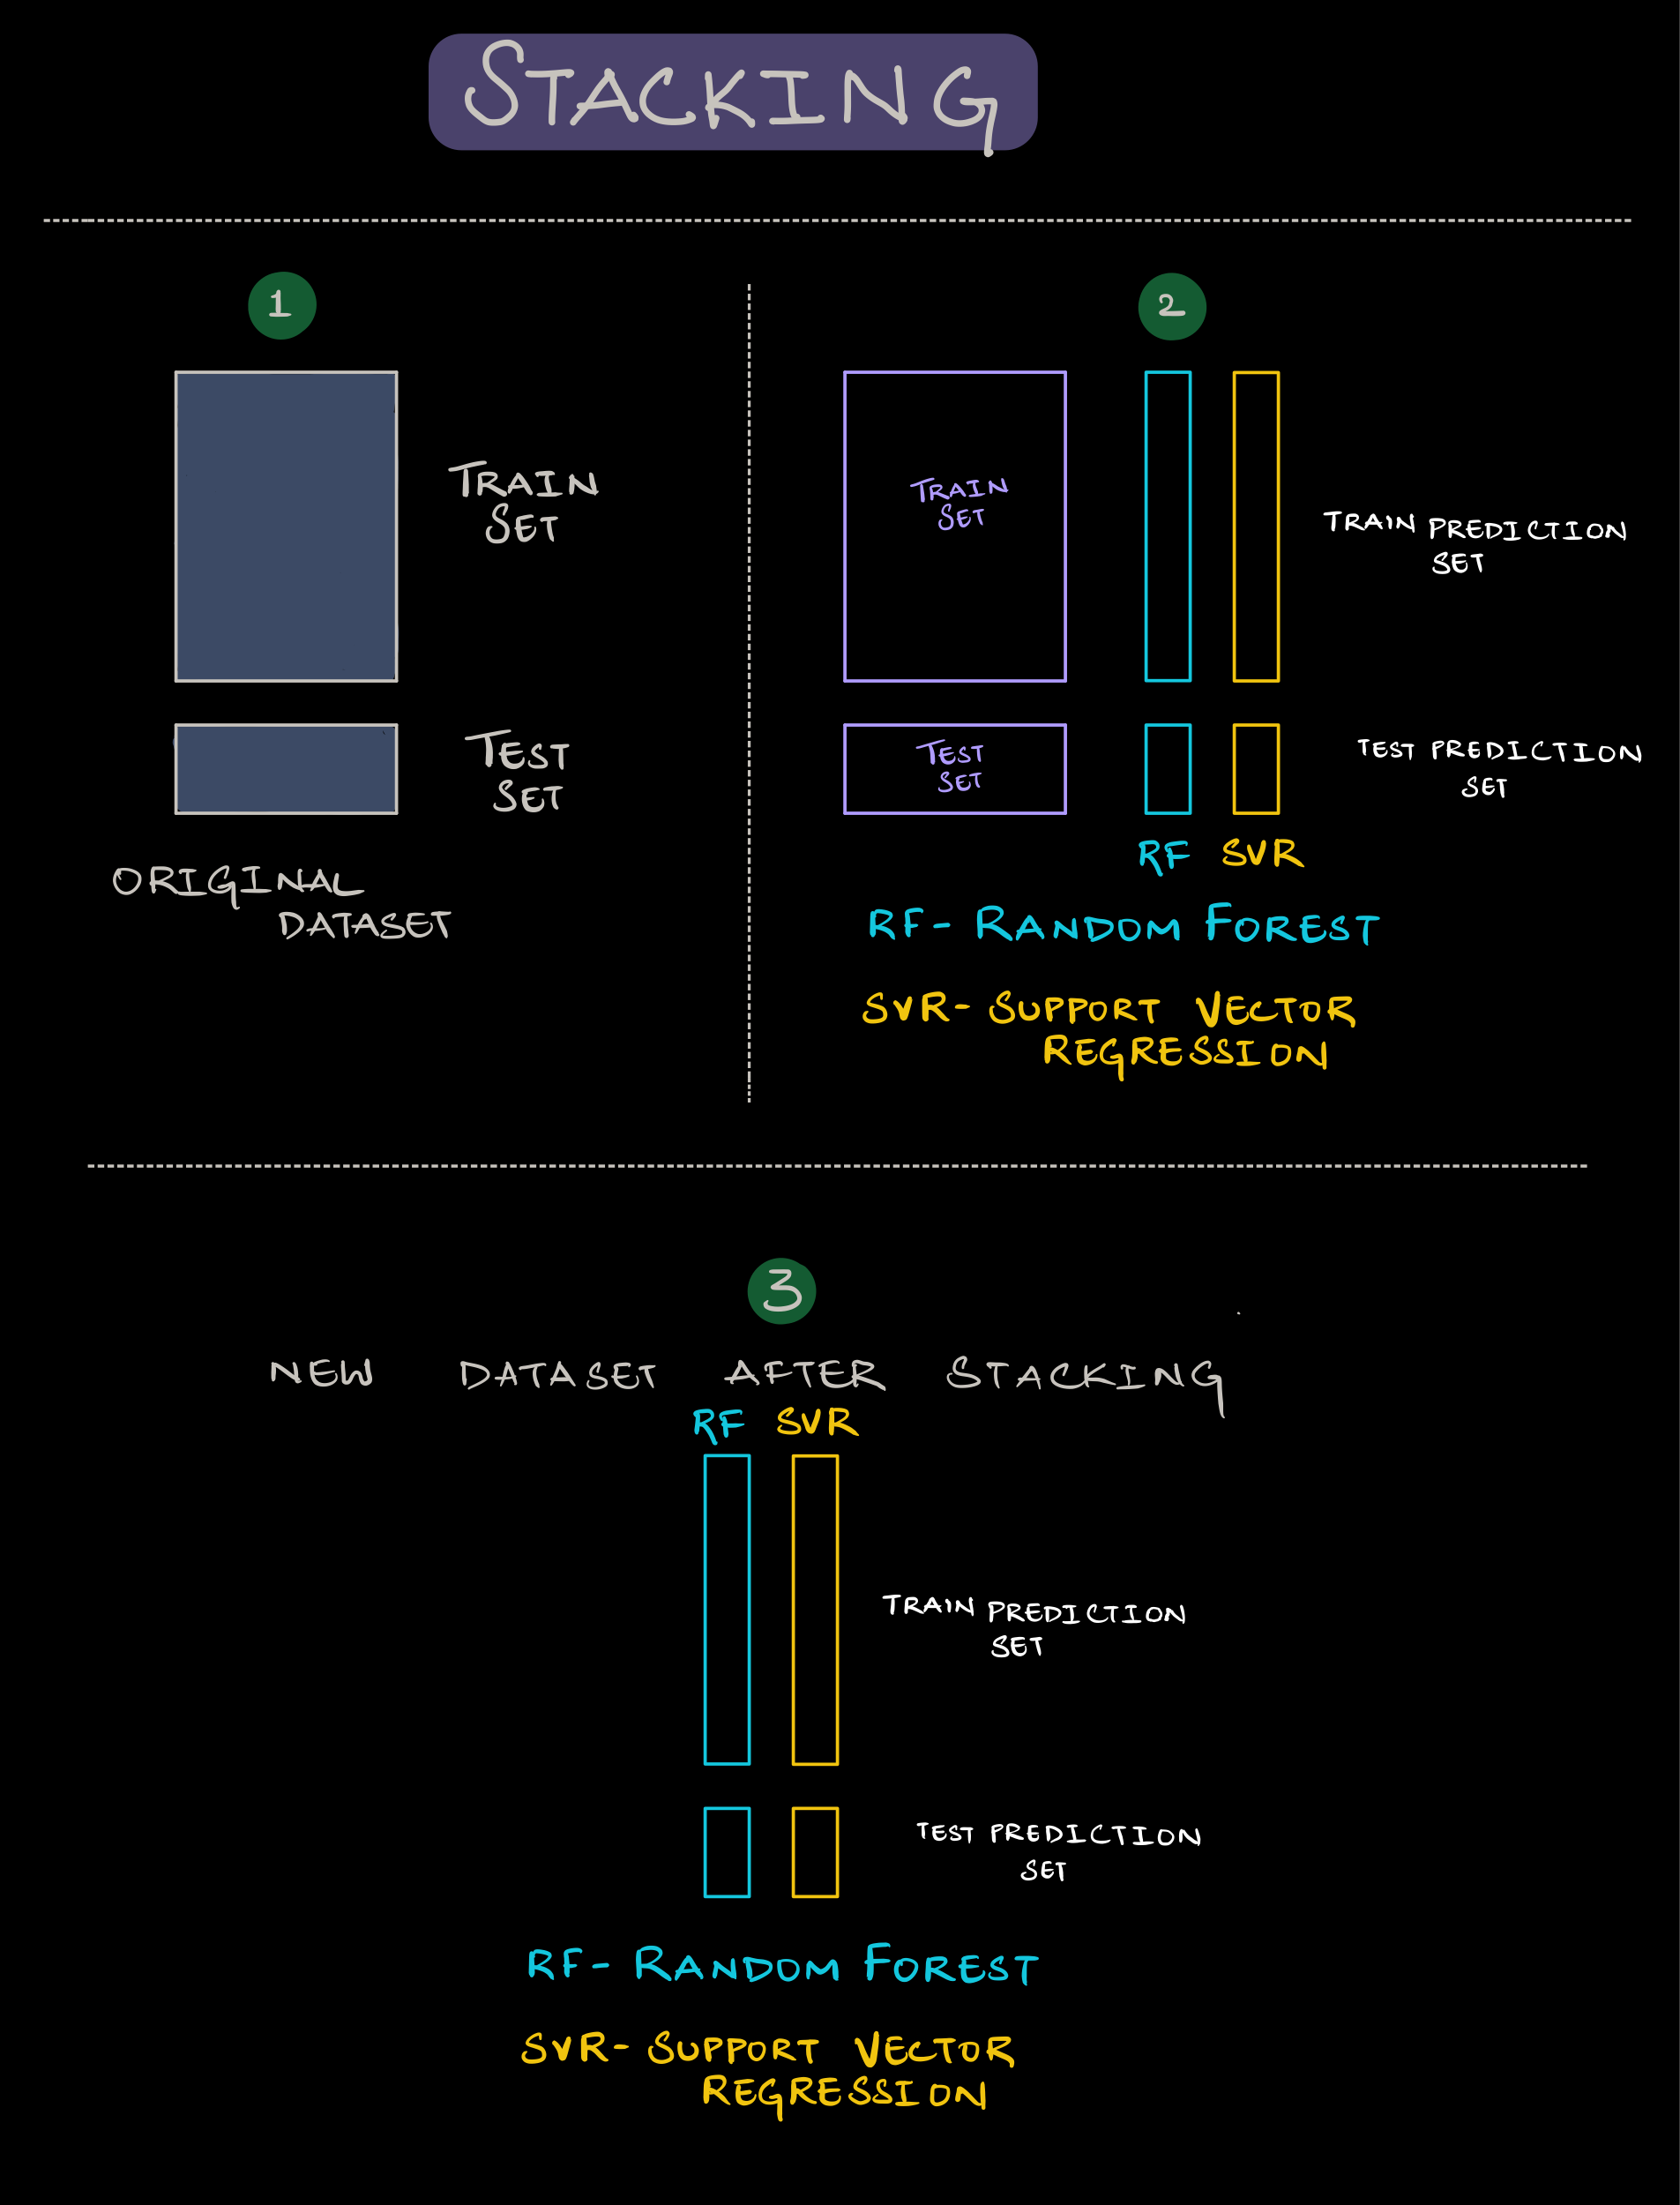 STACKING
1
TRAIN
SET
TEST
SET
ORIGINAL
DATASET
2
TRAIN
SET
TRAIN PREDICTION
SET
TEST
SET
TEST PREDICTION
SET
RF SVR
RF- RANDOM FOREST
SVR- SUPPORT VECTOR
REGRESSION
3
NEW DATASET AFTER STACKING
RF SVR
TRAIN PREDICTION
SET
TEST PREDICTION
SET
RF- RANDOM FOREST
SVR- SUPPORT VECTOR
REGRESSION